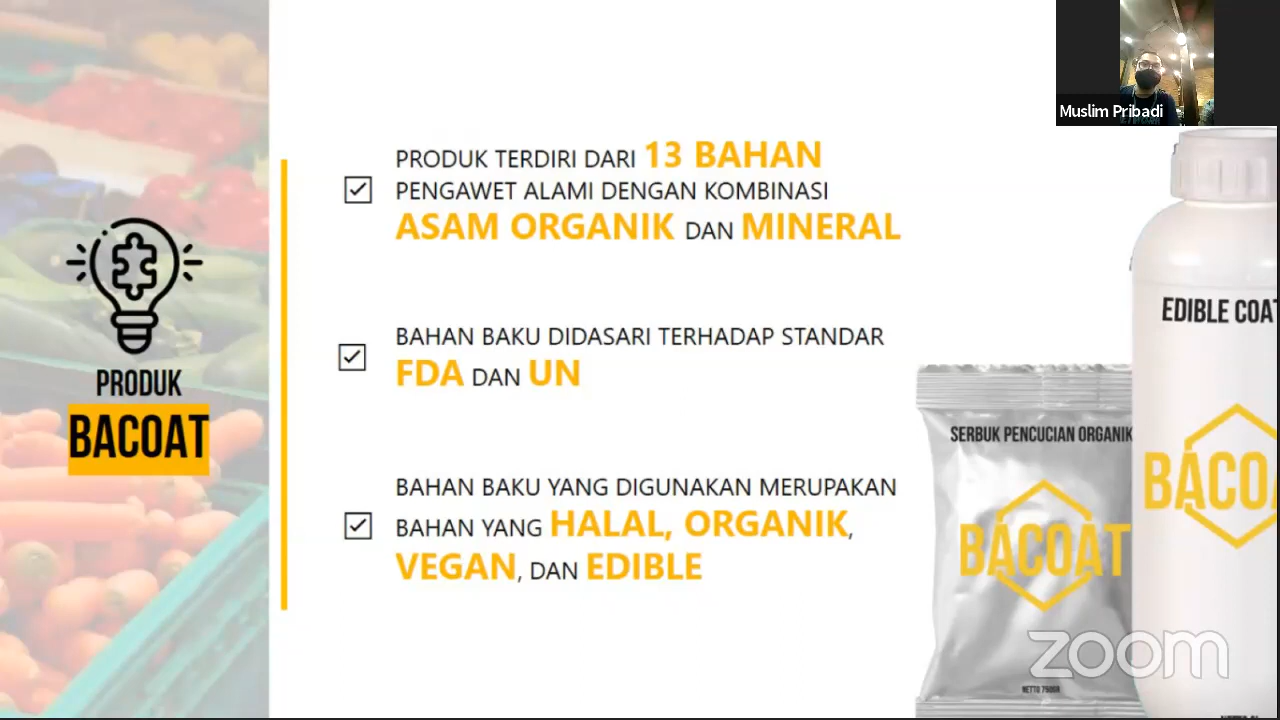 Muslim Pribadi
PRODUK TERDIRI DARI 13 BAHAN
PENGAWET ALAMI DENGAN KOMBINASI
ASAM ORGANIK DAN MINERAL
BAHAN BAKU DIDASARI TERHADAP STANDAR
FDA DAN UN
BAHAN BAKU YANG DIGUNAKAN MERUPAKAN
BAHAN YANG HALAL, ORGANIK,
VEGAN, DAN EDIBLE
PRODUK
BACOAT
SERBUK PENCUCIAN ORGANIK
BACOAT
EDIBLE COAT
BACOA
zoom